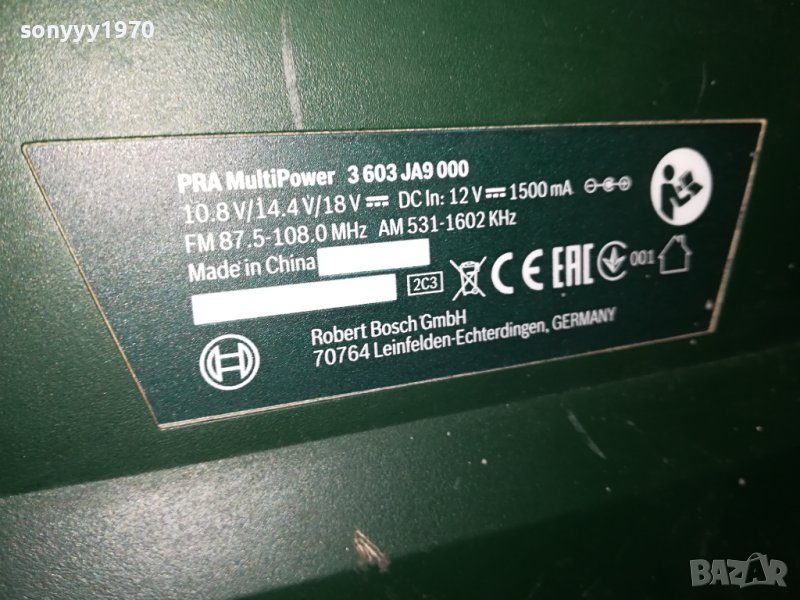 sonyyy1970
PRA MultiPower 3 603 JA9 000
10.8 V/14.4 V/18 V ⎓ DC In: 12 V ⎓ 1500 mA
FM 87.5-108.0 MHz AM 531-1602 KHz
Made in China
2C3 CE EAC 001
Robert Bosch GmbH
70764 Leinfelden-Echterdingen, GERMANY
BAZAR